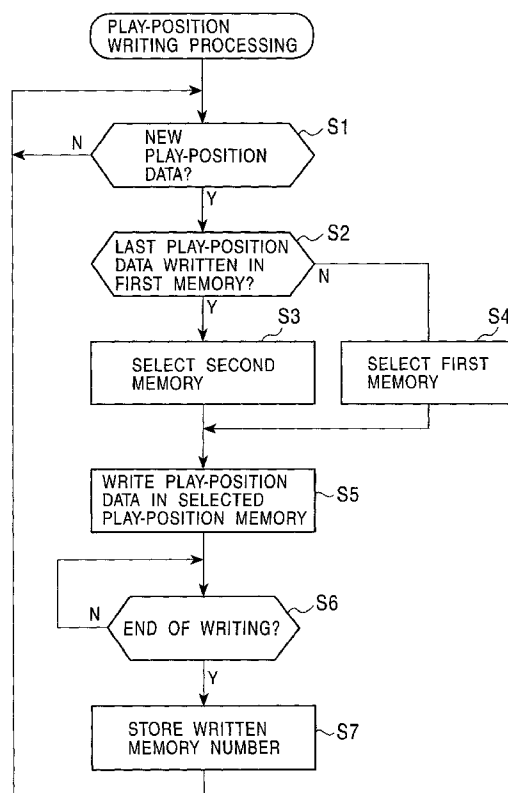 PLAY-POSITION
WRITING PROCESSING
S1
N
NEW
PLAY-POSITION
DATA?
Y
S2
LAST PLAY-POSITION
DATA WRITTEN IN
FIRST MEMORY?
N
Y
S3
S4
SELECT SECOND
MEMORY
SELECT FIRST
MEMORY
WRITE PLAY-POSITION
DATA IN SELECTED
PLAY-POSITION MEMORY
S5
S6
N
END OF WRITING?
Y
STORE WRITTEN
MEMORY NUMBER
S7